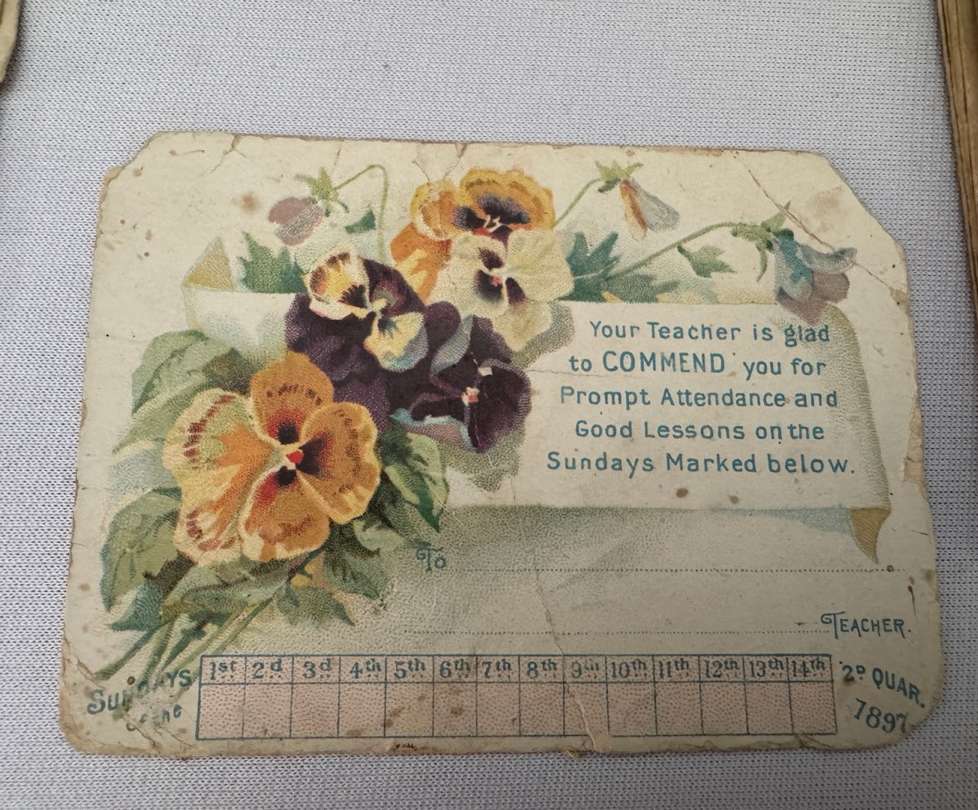 Your Teacher is glad
to COMMEND you for
Prompt Attendance and
Good Lessons on the
Sundays Marked below.
To
TEACHER.
SUNDAYS of the
1st 2d 3d 4th 5th 6th 7th 8th 9th 10th 11th 12th 13th 14th
2D QUAR.
1897